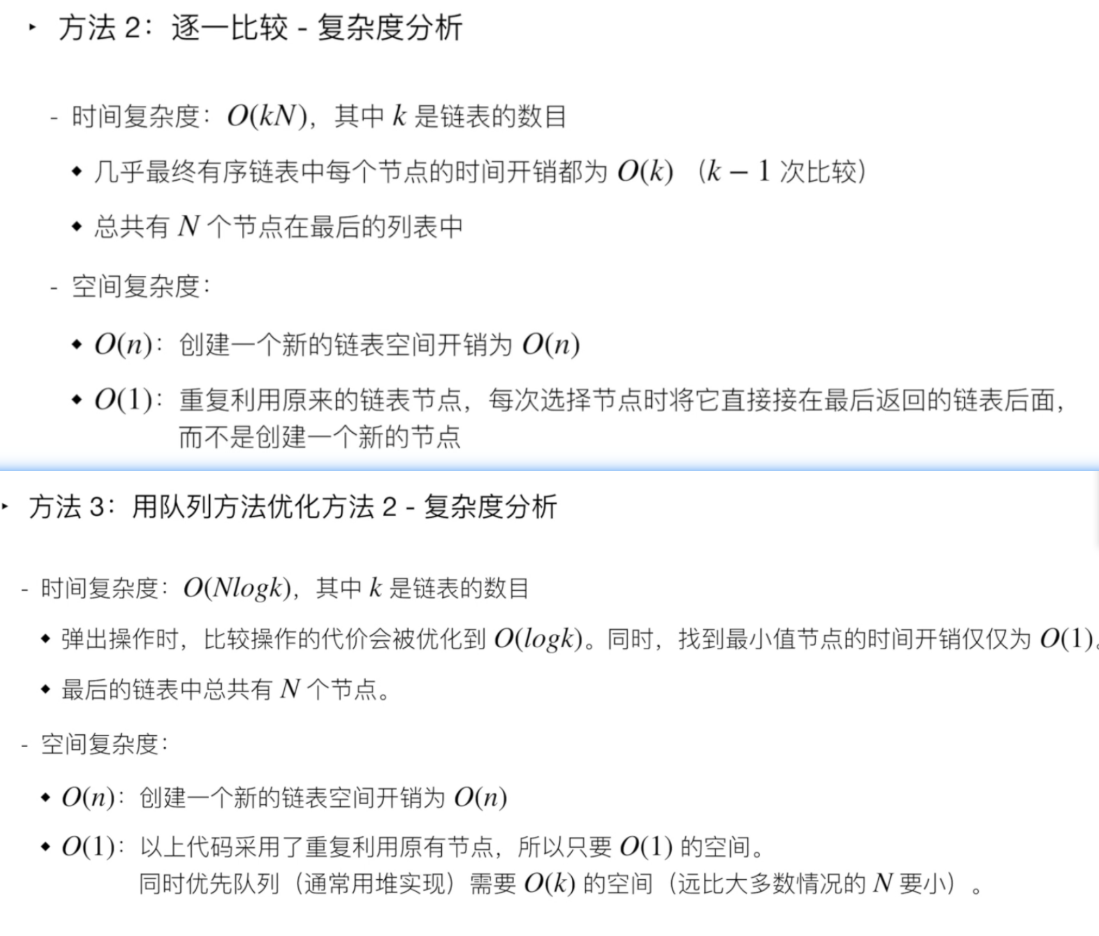 ‣ 方法 2：逐一比较 - 复杂度分析
- 时间复杂度：O(kN)，其中 k 是链表的数目
◆ 几乎最终有序链表中每个节点的时间开销都为 O(k) （k − 1 次比较）
◆ 总共有 N 个节点在最后的列表中
- 空间复杂度：
◆ O(n)：创建一个新的链表空间开销为 O(n)
◆ O(1)：重复利用原来的链表节点，每次选择节点时将它直接接在最后返回的链表后面，
而不是创建一个新的节点
‣ 方法 3：用队列方法优化方法 2 - 复杂度分析
- 时间复杂度：O(Nlogk)，其中 k 是链表的数目
◆ 弹出操作时，比较操作的代价会被优化到 O(logk)。同时，找到最小值节点的时间开销仅仅为 O(1)。
◆ 最后的链表中总共有 N 个节点。
- 空间复杂度：
◆ O(n)：创建一个新的链表空间开销为 O(n)
◆ O(1)：以上代码采用了重复利用原有节点，所以只要 O(1) 的空间。
同时优先队列（通常用堆实现）需要 O(k) 的空间（远比大多数情况的 N 要小）。